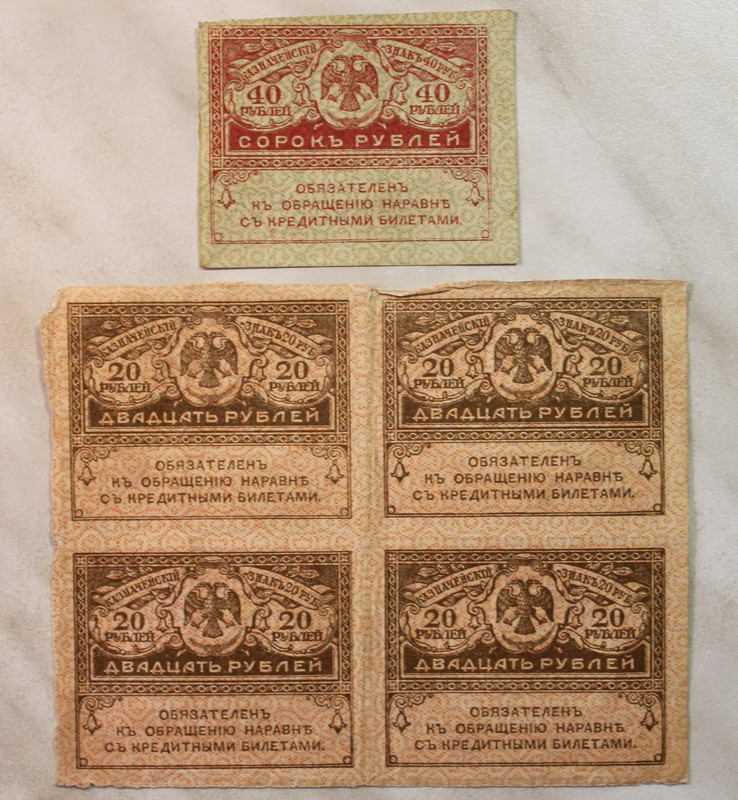 КАЗНАЧЕЙСКІЙ ЗНАКЪ 40 РУБ.
40 РУБЛЕЙ 40 РУБЛЕЙ
СОРОКЪ РУБЛЕЙ
ОБЯЗАТЕЛЕНЪ
КЪ ОБРАЩЕНІЮ НАРАВНѢ
СЪ КРЕДИТНЫМИ БИЛЕТАМИ.
КАЗНАЧЕЙСКІЙ ЗНАКЪ 20 РУБ.
20 РУБЛЕЙ 20 РУБЛЕЙ
ДВАДЦАТЬ РУБЛЕЙ
ОБЯЗАТЕЛЕНЪ
КЪ ОБРАЩЕНІЮ НАРАВНѢ
СЪ КРЕДИТНЫМИ БИЛЕТАМИ.
КАЗНАЧЕЙСКІЙ ЗНАКЪ 20 РУБ.
20 РУБЛЕЙ 20 РУБЛЕЙ
ДВАДЦАТЬ РУБЛЕЙ
ОБЯЗАТЕЛЕНЪ
КЪ ОБРАЩЕНІЮ НАРАВНѢ
СЪ КРЕДИТНЫМИ БИЛЕТАМИ.
КАЗНАЧЕЙСКІЙ ЗНАКЪ 20 РУБ.
20 РУБЛЕЙ 20 РУБЛЕЙ
ДВАДЦАТЬ РУБЛЕЙ
ОБЯЗАТЕЛЕНЪ
КЪ ОБРАЩЕНІЮ НАРАВНѢ
СЪ КРЕДИТНЫМИ БИЛЕТАМИ.
КАЗНАЧЕЙСКІЙ ЗНАКЪ 20 РУБ.
20 РУБЛЕЙ 20 РУБЛЕЙ
ДВАДЦАТЬ РУБЛЕЙ
ОБЯЗАТЕЛЕНЪ
КЪ ОБРАЩЕНІЮ НАРАВНѢ
СЪ КРЕДИТНЫМИ БИЛЕТАМИ.